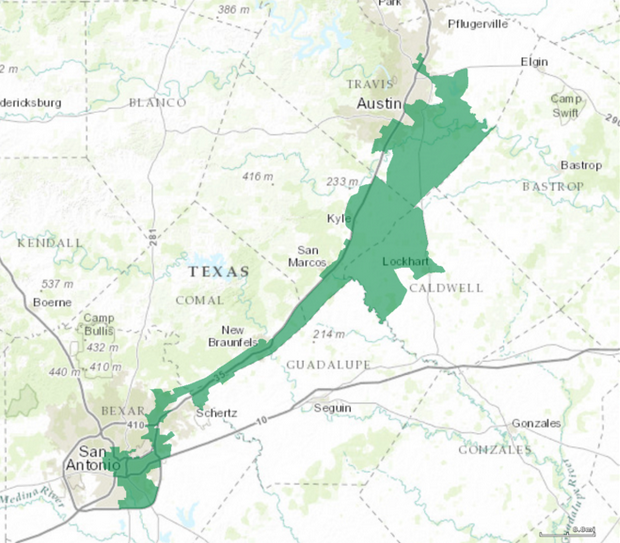 386 m
Park
Pflugerville
2 m
TRAVIS
Elgin
dericksburg
BLANCO
Austin
Camp
Swift
290
Bastrop
416 m
233 m
BASTROP
Kyle
KENDALL
281
San
Marcos
TEXAS
Lockhart
537 m
COMAL
CALDWELL
Boerne
Camp
Bullis
New
Braunfels
214 m
432 m
410 m
440 m
GUADALUPE
35
BEXAR
Schertz
Seguin
410
10
Gonzales
San
Antonio
GONZALES
Medina River
Guadalupe River